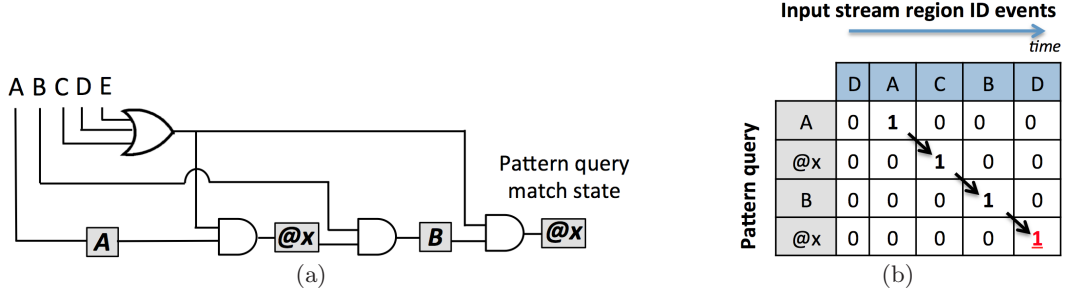 A B C D E
A
@x
B
@x
Pattern query
match state
(a)
Input stream region ID events
time
Pattern query
D A C B D
A 0 1 0 0 0
@x 0 0 1 0 0
B 0 0 0 1 0
@x 0 0 0 0 1
(b)